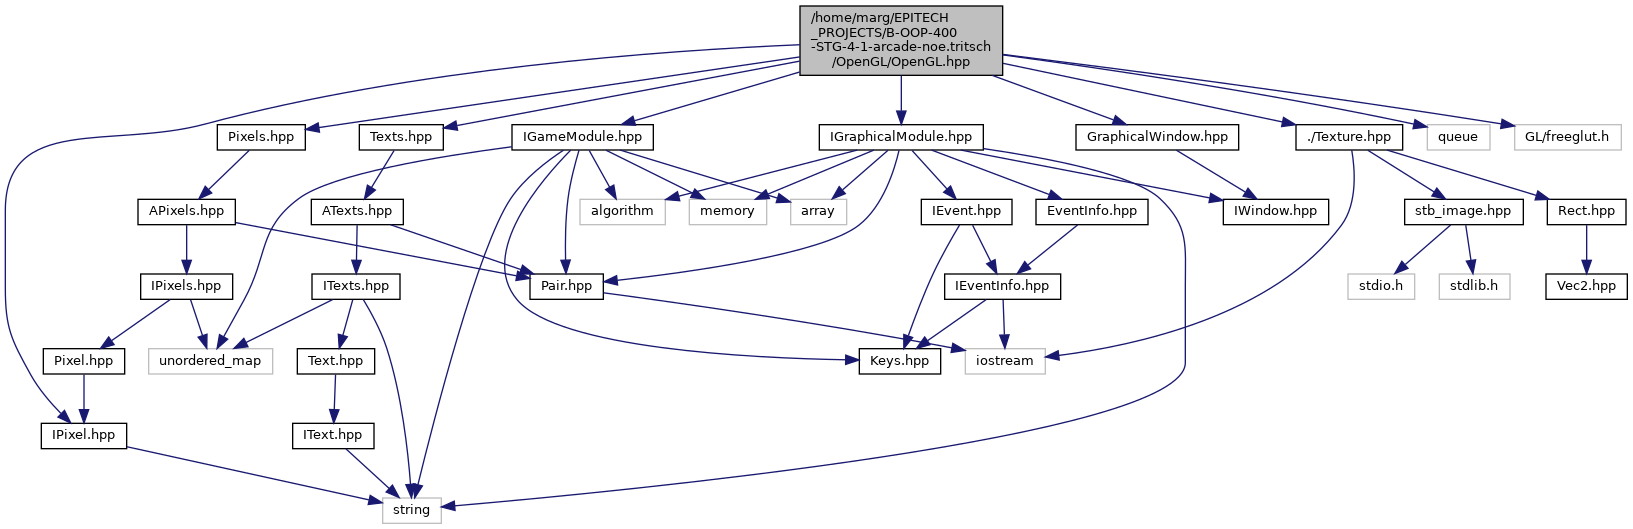 /home/marg/EPITECH
_PROJECTS/B-OOP-400
-STG-4-1-arcade-noe.tritsch
/OpenGL/OpenGL.hpp
Pixels.hpp
Texts.hpp
IGameModule.hpp
IGraphicalModule.hpp
GraphicalWindow.hpp
./Texture.hpp
queue
GL/freeglut.h
APixels.hpp
ATexts.hpp
algorithm
memory
array
IEvent.hpp
EventInfo.hpp
IWindow.hpp
stb_image.hpp
Rect.hpp
IPixels.hpp
ITexts.hpp
Pair.hpp
IEventInfo.hpp
stdio.h
stdlib.h
Vec2.hpp
Pixel.hpp
unordered_map
Text.hpp
Keys.hpp
iostream
IPixel.hpp
IText.hpp
string